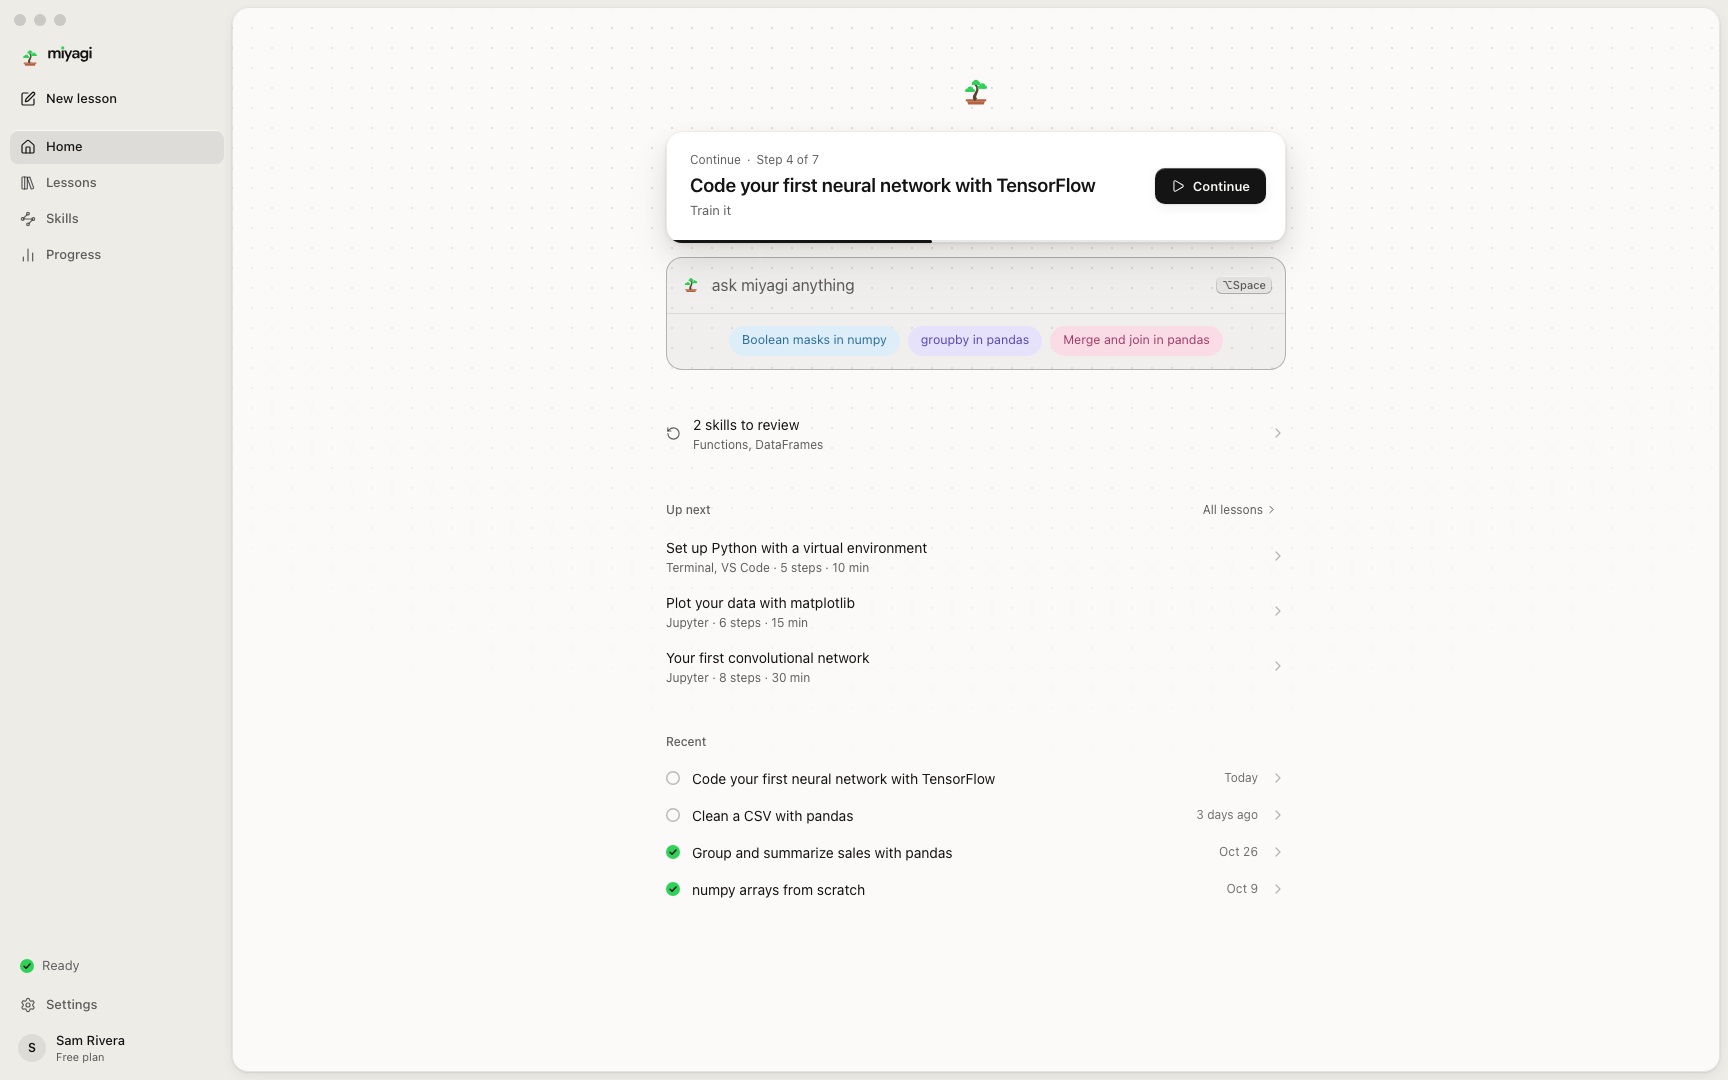 miyagi
New lesson
Home
Lessons
Skills
Progress
Ready
Settings
S
Sam Rivera
Free plan
Continue · Step 4 of 7
Code your first neural network with TensorFlow
Train it
Continue
ask miyagi anything
⌥Space
Boolean masks in numpy
groupby in pandas
Merge and join in pandas
2 skills to review
Functions, DataFrames
Up next
All lessons
Set up Python with a virtual environment
Terminal, VS Code · 5 steps · 10 min
Plot your data with matplotlib
Jupyter · 6 steps · 15 min
Your first convolutional network
Jupyter · 8 steps · 30 min
Recent
Code your first neural network with TensorFlow
Today
Clean a CSV with pandas
3 days ago
Group and summarize sales with pandas
Oct 26
numpy arrays from scratch
Oct 9